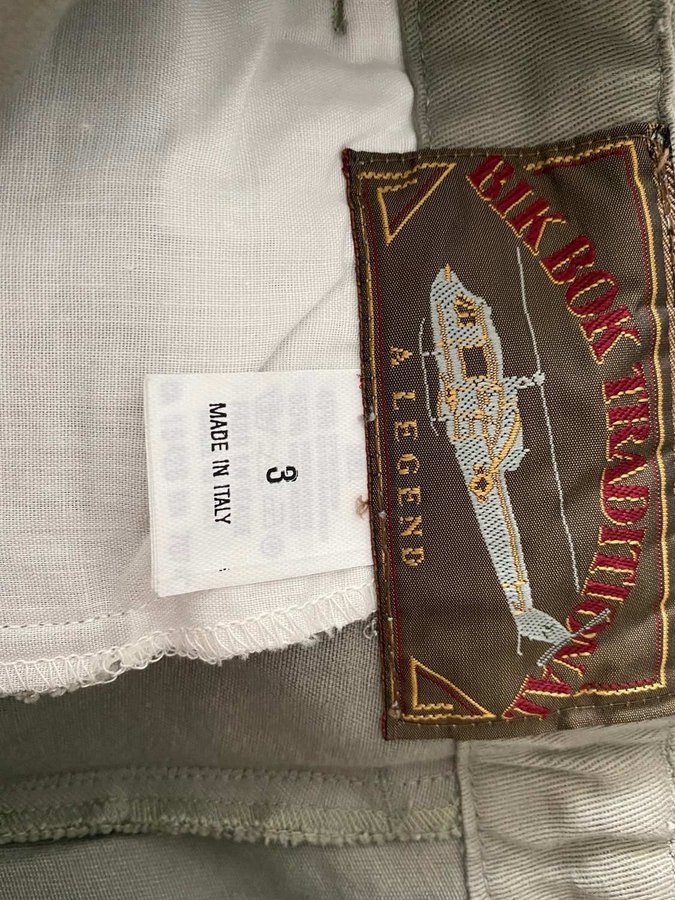 BIK BOK TRADITIONAL
A LEGEND
3
MADE IN ITALY